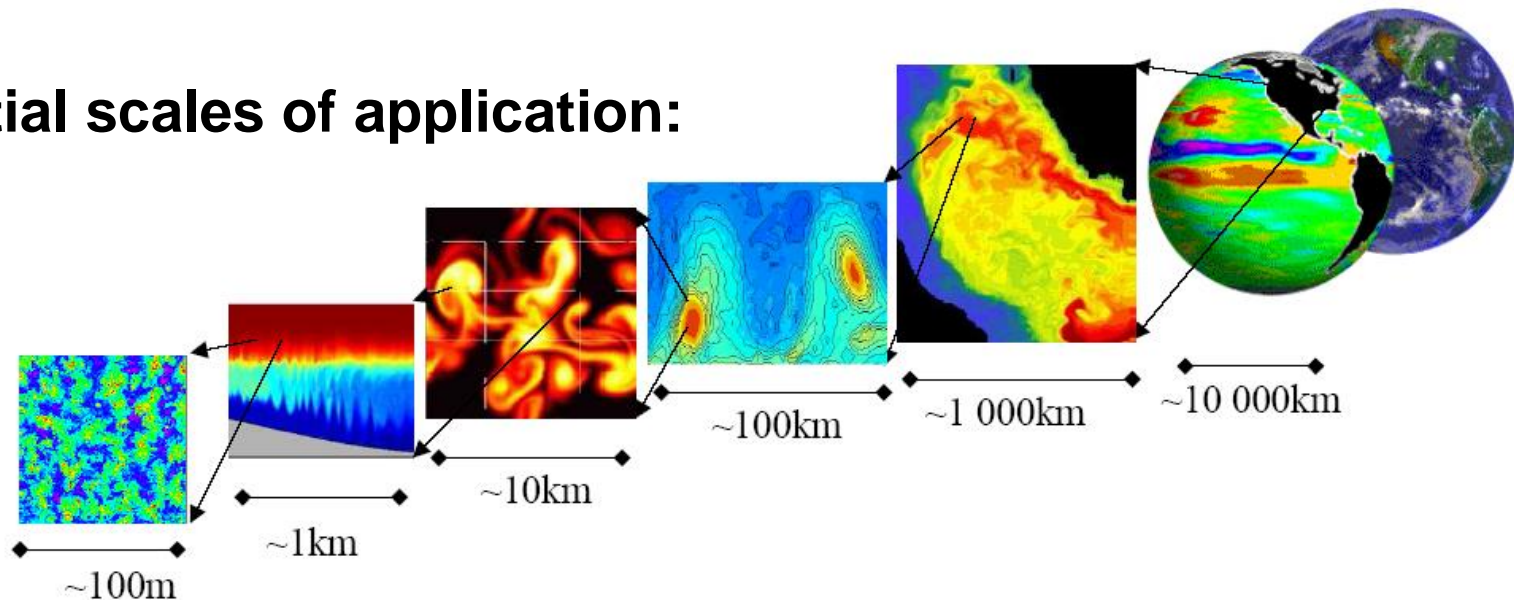 tial scales of application:
~100m
~1km
~10km
~100km
~1 000km
~10 000km